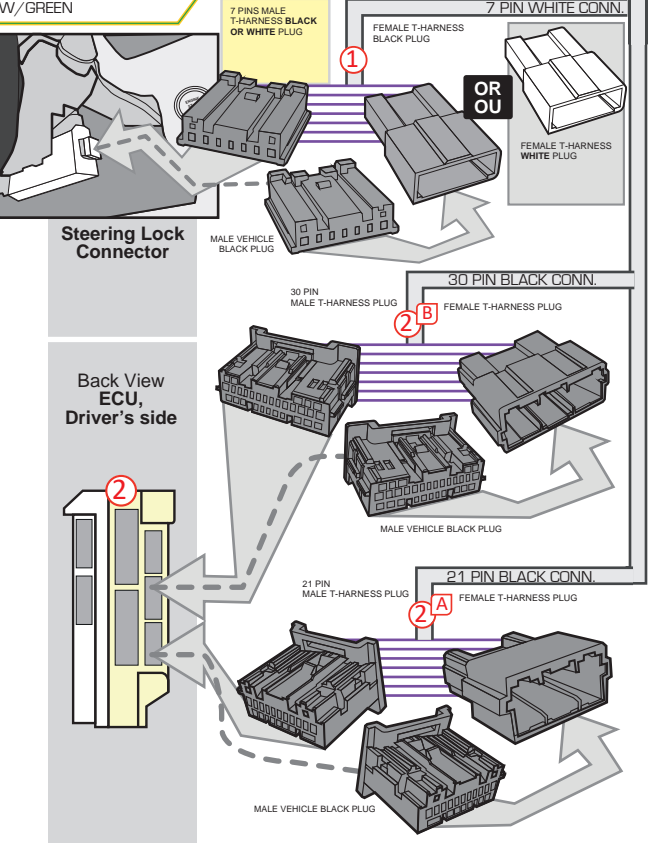 W/GREEN
7 PINS MALE
T-HARNESS BLACK
OR WHITE PLUG
7 PIN WHITE CONN.
FEMALE T-HARNESS
BLACK PLUG
1
OR
OU
FEMALE T-HARNESS
WHITE PLUG
Steering Lock
Connector
MALE VEHICLE
BLACK PLUG
30 PIN BLACK CONN.
30 PIN
MALE T-HARNESS PLUG
2 B
FEMALE T-HARNESS PLUG
Back View
ECU,
Driver's side
2
MALE VEHICLE BLACK PLUG
21 PIN BLACK CONN.
21 PIN
MALE T-HARNESS PLUG
2 A
FEMALE T-HARNESS PLUG
MALE VEHICLE BLACK PLUG